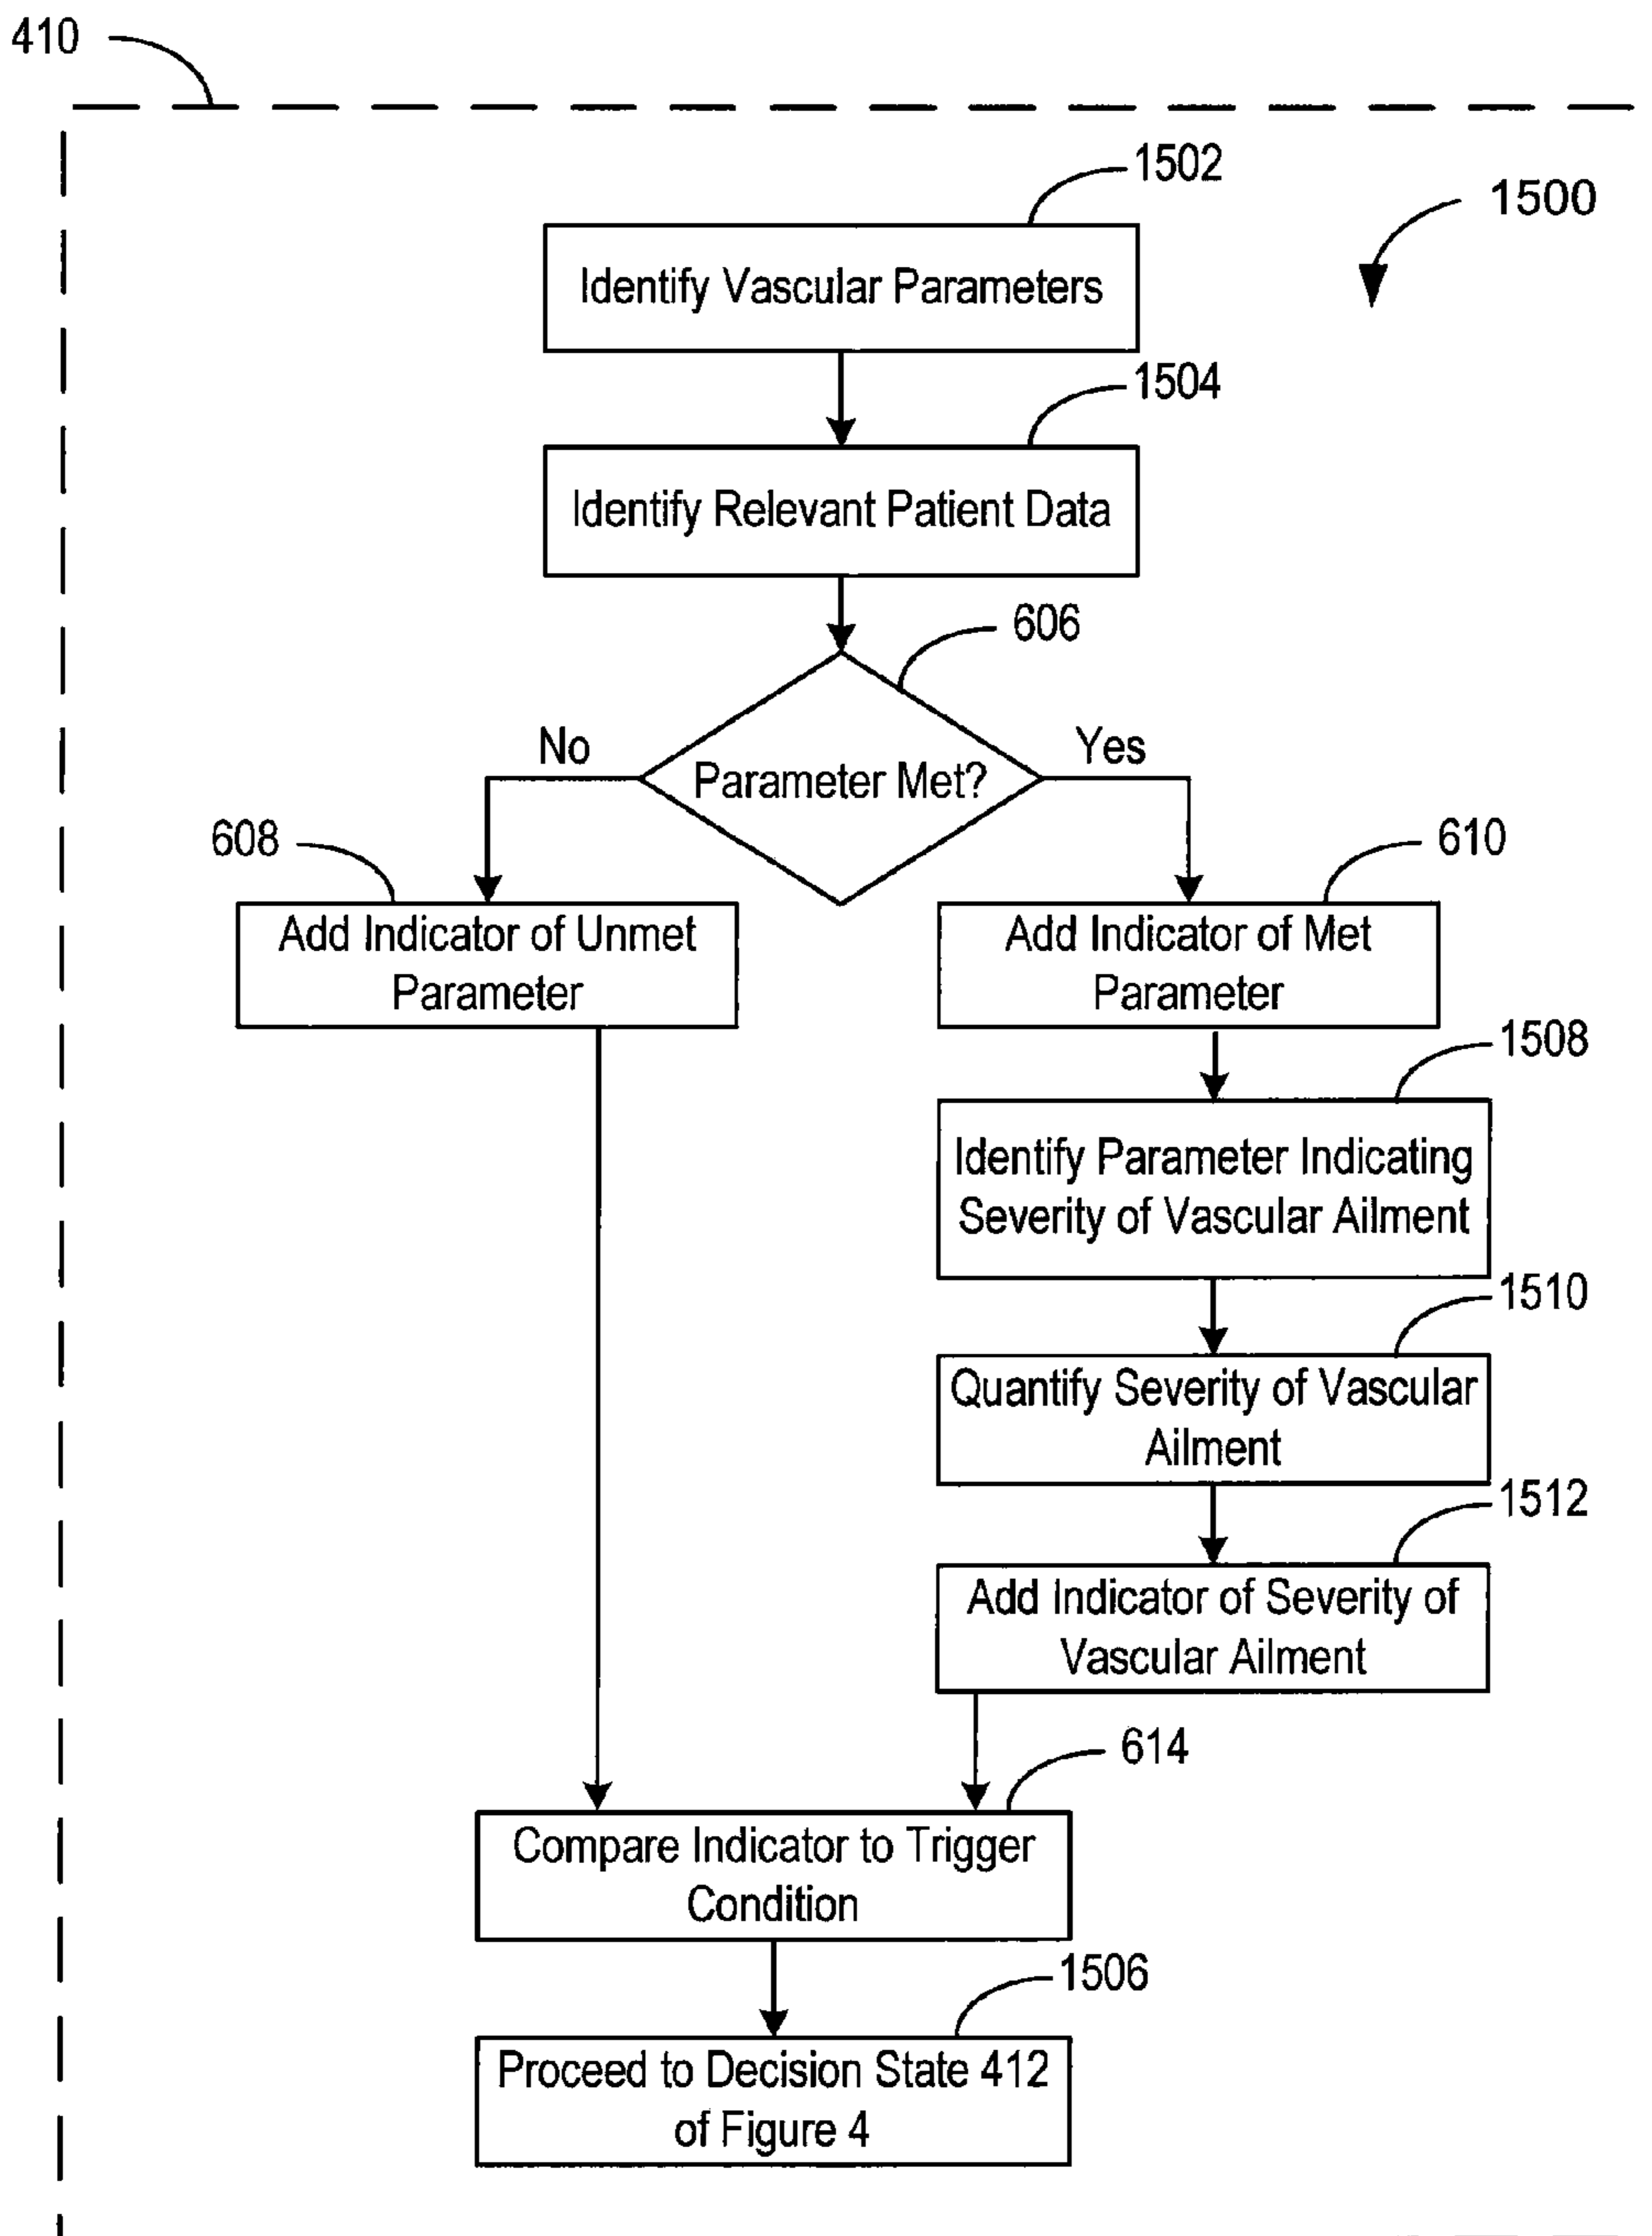 410
1502
1500
Identify Vascular Parameters
1504
Identify Relevant Patient Data
606
No
Yes
Parameter Met?
608
610
Add Indicator of Unmet
Parameter
Add Indicator of Met
Parameter
1508
Identify Parameter Indicating
Severity of Vascular Ailment
1510
Quantify Severity of Vascular
Ailment
1512
Add Indicator of Severity of
Vascular Ailment
614
Compare Indicator to Trigger
Condition
1506
Proceed to Decision State 412
of Figure 4